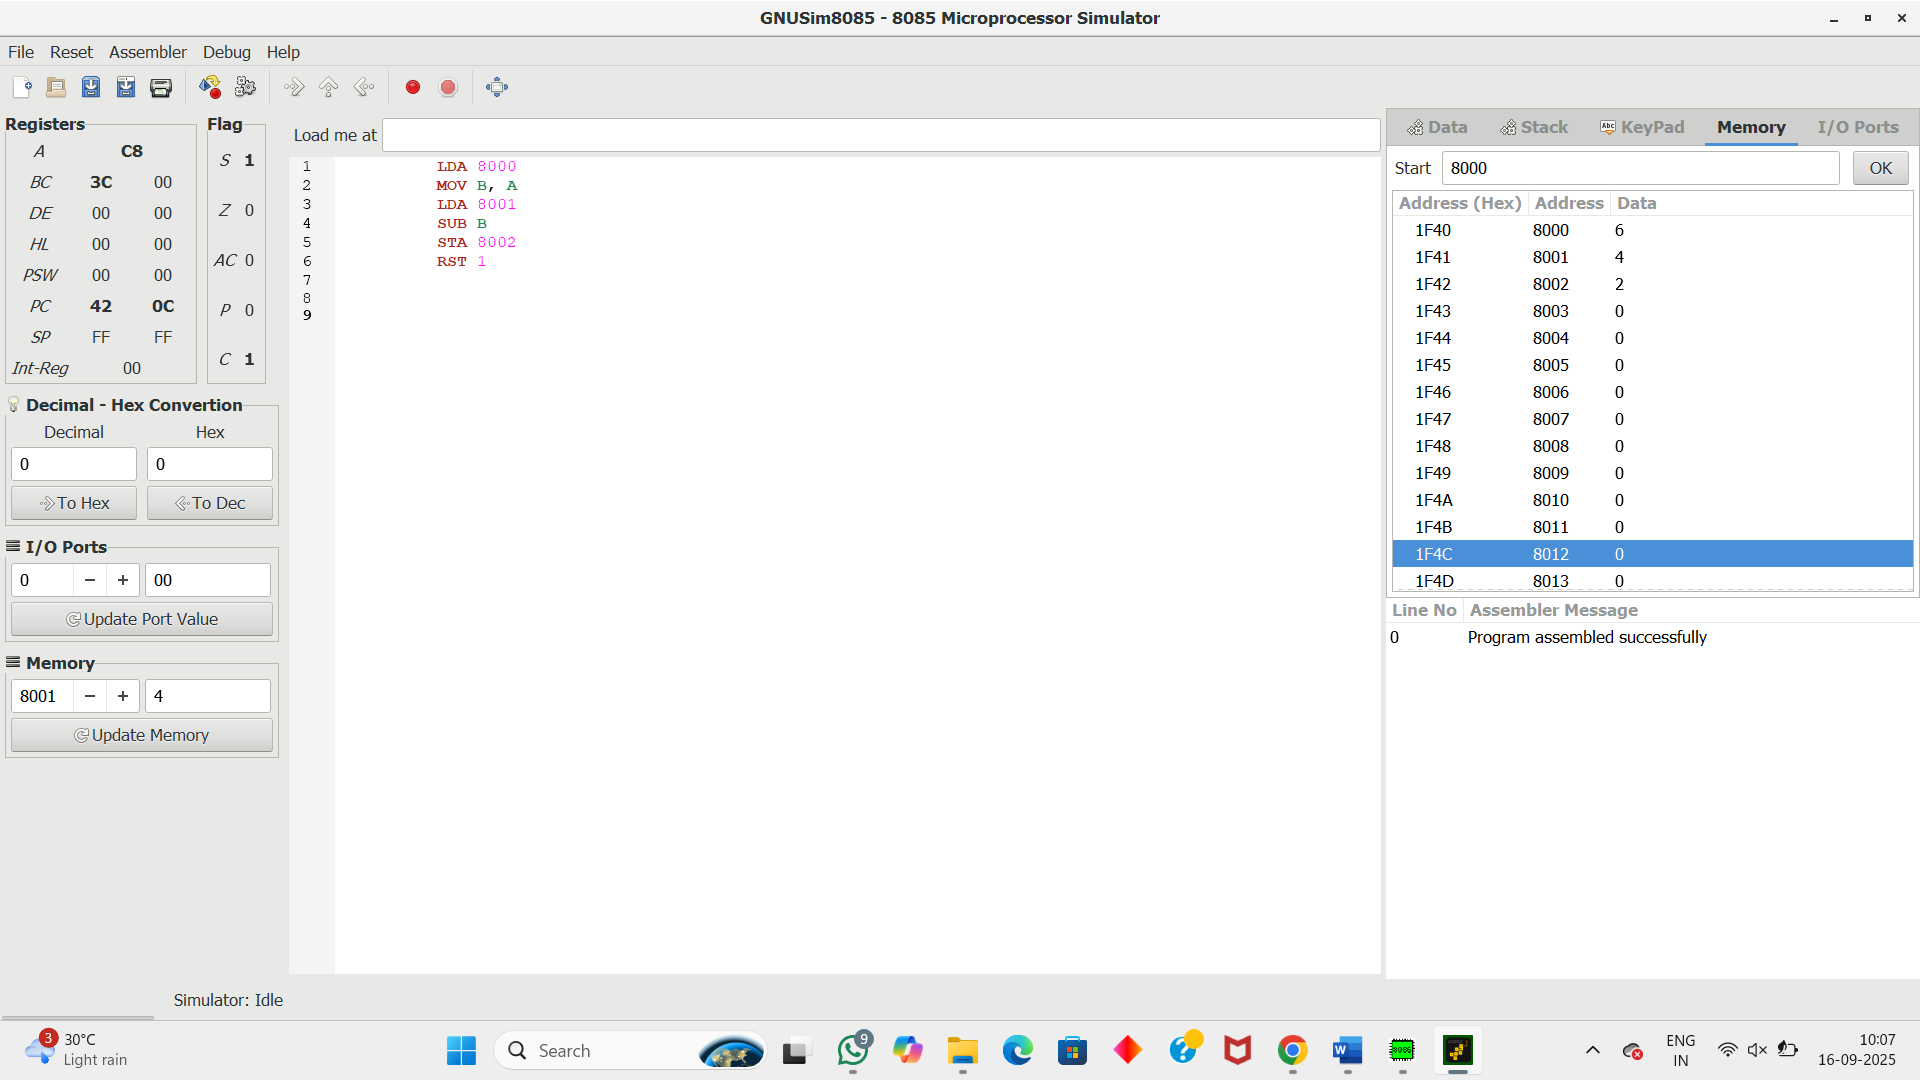 GNUSim8085 - 8085 Microprocessor Simulator
File Reset Assembler Debug Help
Registers
A C8
BC 3C 00
DE 00 00
HL 00 00
PSW 00 00
PC 42 0C
SP FF FF
Int-Reg 00
Flag
S 1
Z 0
AC 0
P 0
C 1
Decimal - Hex Convertion
Decimal Hex
0 0
To Hex To Dec
I/O Ports
0 − + 00
Update Port Value
Memory
8001 − + 4
Update Memory
Load me at
1 LDA 8000
2 MOV B, A
3 LDA 8001
4 SUB B
5 STA 8002
6 RST 1
7
8
9
Data Stack Abc KeyPad Memory I/O Ports
Start 8000 OK
Address (Hex) Address Data
1F40 8000 6
1F41 8001 4
1F42 8002 2
1F43 8003 0
1F44 8004 0
1F45 8005 0
1F46 8006 0
1F47 8007 0
1F48 8008 0
1F49 8009 0
1F4A 8010 0
1F4B 8011 0
1F4C 8012 0
1F4D 8013 0
Line No Assembler Message
0 Program assembled successfully
Simulator: Idle
3 30°C
Light rain
Search
9
8085
ENG
IN
10:07
16-09-2025